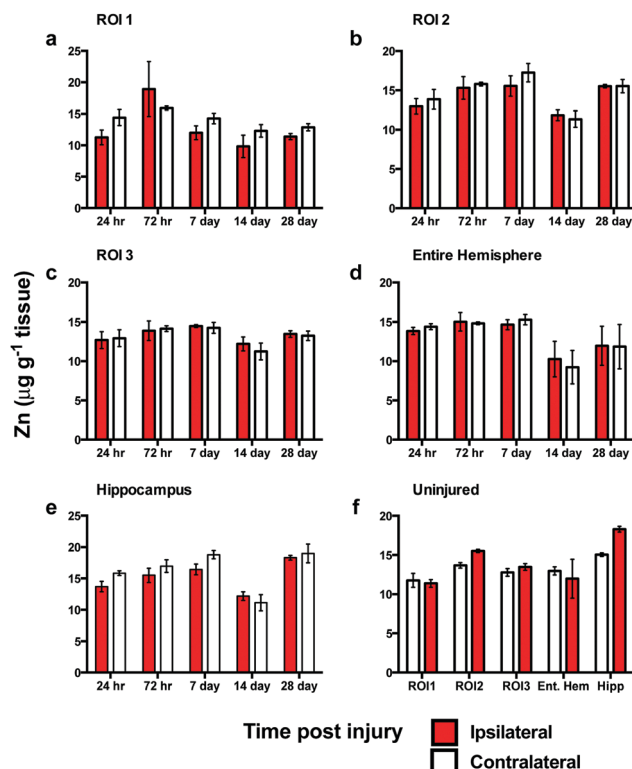 ROI 1
ROI 2
a
b
25
20
15
10
5
0
24 hr 72 hr 7 day 14 day 28 day
20
15
10
5
0
24 hr 72 hr 7 day 14 day 28 day
ROI 3
Entire Hemisphere
c
d
20
15
10
5
0
24 hr 72 hr 7 day 14 day 28 day
20
15
10
5
0
24 hr 72 hr 7 day 14 day 28 day
Zn (μg g-1 tissue)
Hippocampus
Uninjured
e
f
25
20
15
10
5
0
24 hr 72 hr 7 day 14 day 28 day
20
15
10
5
0
ROI1 ROI2 ROI3 Ent. Hem Hipp
Time post injury
Ipsilateral
Contralateral